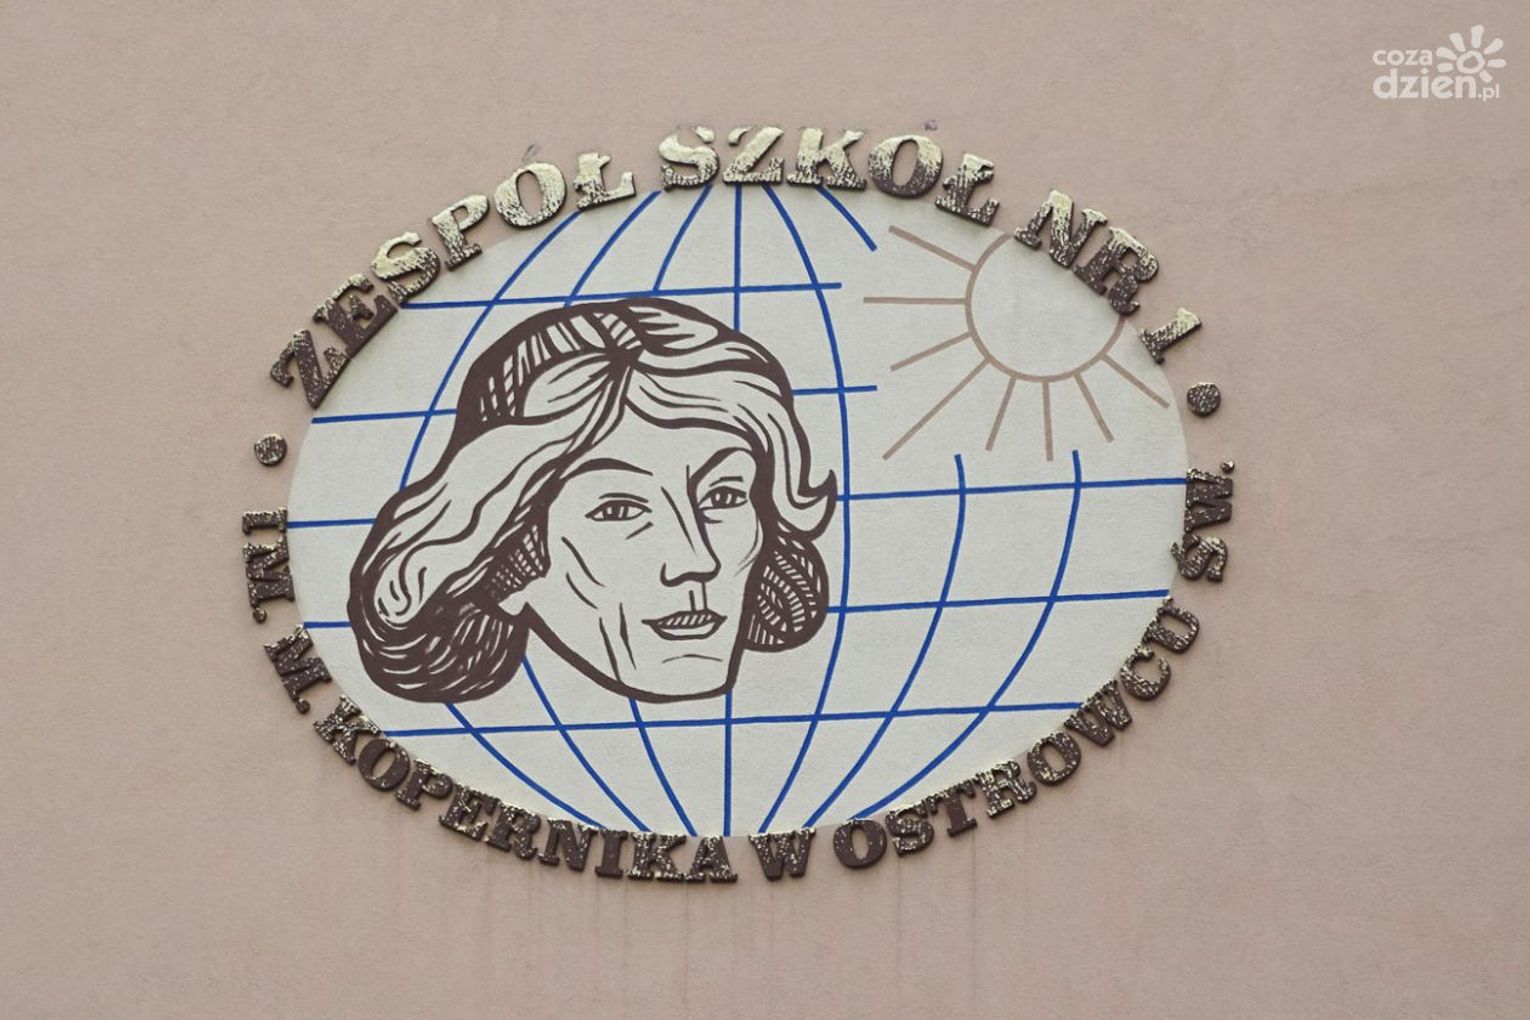 ZESPÓŁ SZKÓŁ NR 1
IM. M. KOPERNIKA W OSTROWCU ŚW.
coza
dzien.pl